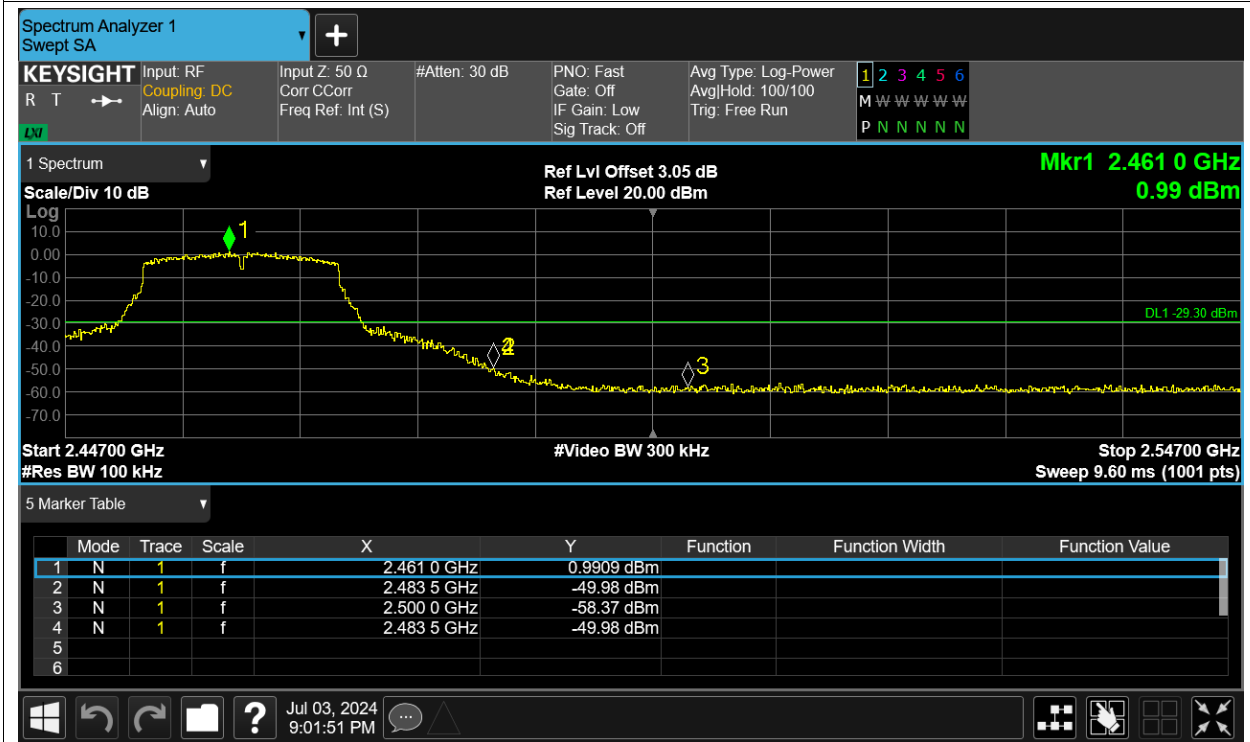 Spectrum Analyzer 1
Swept SA
KEYSIGHT
R T
LXI
Input: RF
Coupling: DC
Align: Auto
Input Z: 50 Ω
Corr CCorr
Freq Ref: Int (S)
#Atten: 30 dB
PNO: Fast
Gate: Off
IF Gain: Low
Sig Track: Off
Avg Type: Log-Power
Avg|Hold: 100/100
Trig: Free Run
1 2 3 4 5 6
M W W W W W
P N N N N N
1 Spectrum
Scale/Div 10 dB
Ref Lvl Offset 3.05 dB
Ref Level 20.00 dBm
Mkr1 2.461 0 GHz
0.99 dBm
Log
10.0
0.00
-10.0
-20.0
-30.0
-40.0
-50.0
-60.0
-70.0
1
2
4
3
DL1 -29.30 dBm
Start 2.44700 GHz
#Res BW 100 kHz
#Video BW 300 kHz
Stop 2.54700 GHz
Sweep 9.60 ms (1001 pts)
5 Marker Table
Mode Trace Scale X Y Function Function Width Function Value
1 N 1 f 2.461 0 GHz 0.9909 dBm
2 N 1 f 2.483 5 GHz -49.98 dBm
3 N 1 f 2.500 0 GHz -58.37 dBm
4 N 1 f 2.483 5 GHz -49.98 dBm
5
6
?
Jul 03, 2024
9:01:51 PM